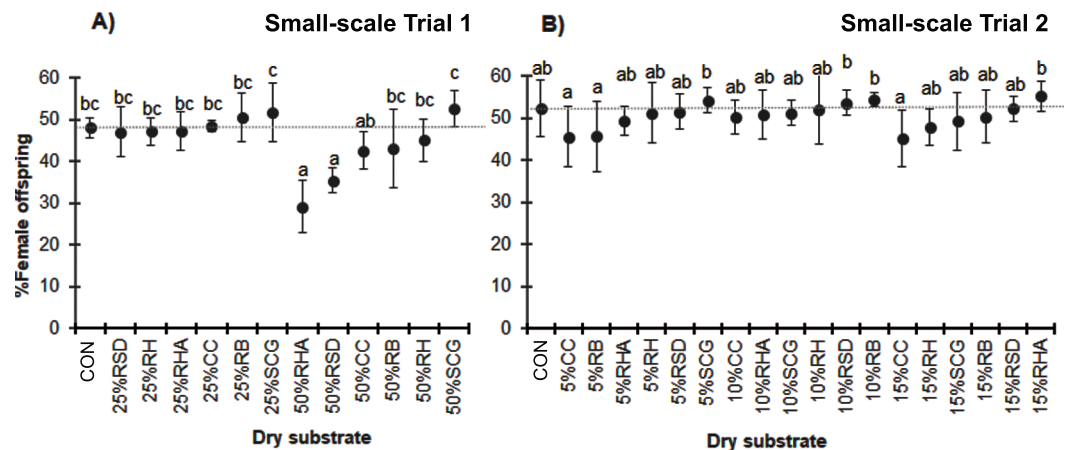 A) Small-scale Trial 1
%Female offspring
60
50
40
30
20
10
0
bc bc bc bc bc bc c a a ab ab ab c
CON 25%RSD 25%RH 25%RHA 25%CC 25%RB 25%SCG 50%RHA 50%RSD 50%CC 50%RB 50%RH 50%SCG
Dry substrate
B) Small-scale Trial 2
60
50
40
30
20
10
0
ab a a ab ab ab b ab ab ab ab b b a ab ab ab ab b
CON 5%CC 5%RB 5%RHA 5%RH 5%RSD 5%SCG 10%CC 10%RHA 10%SCG 10%RH 10%RSD 10%RB 15%CC 15%RH 15%SCG 15%RB 15%RSD 15%RHA
Dry substrate